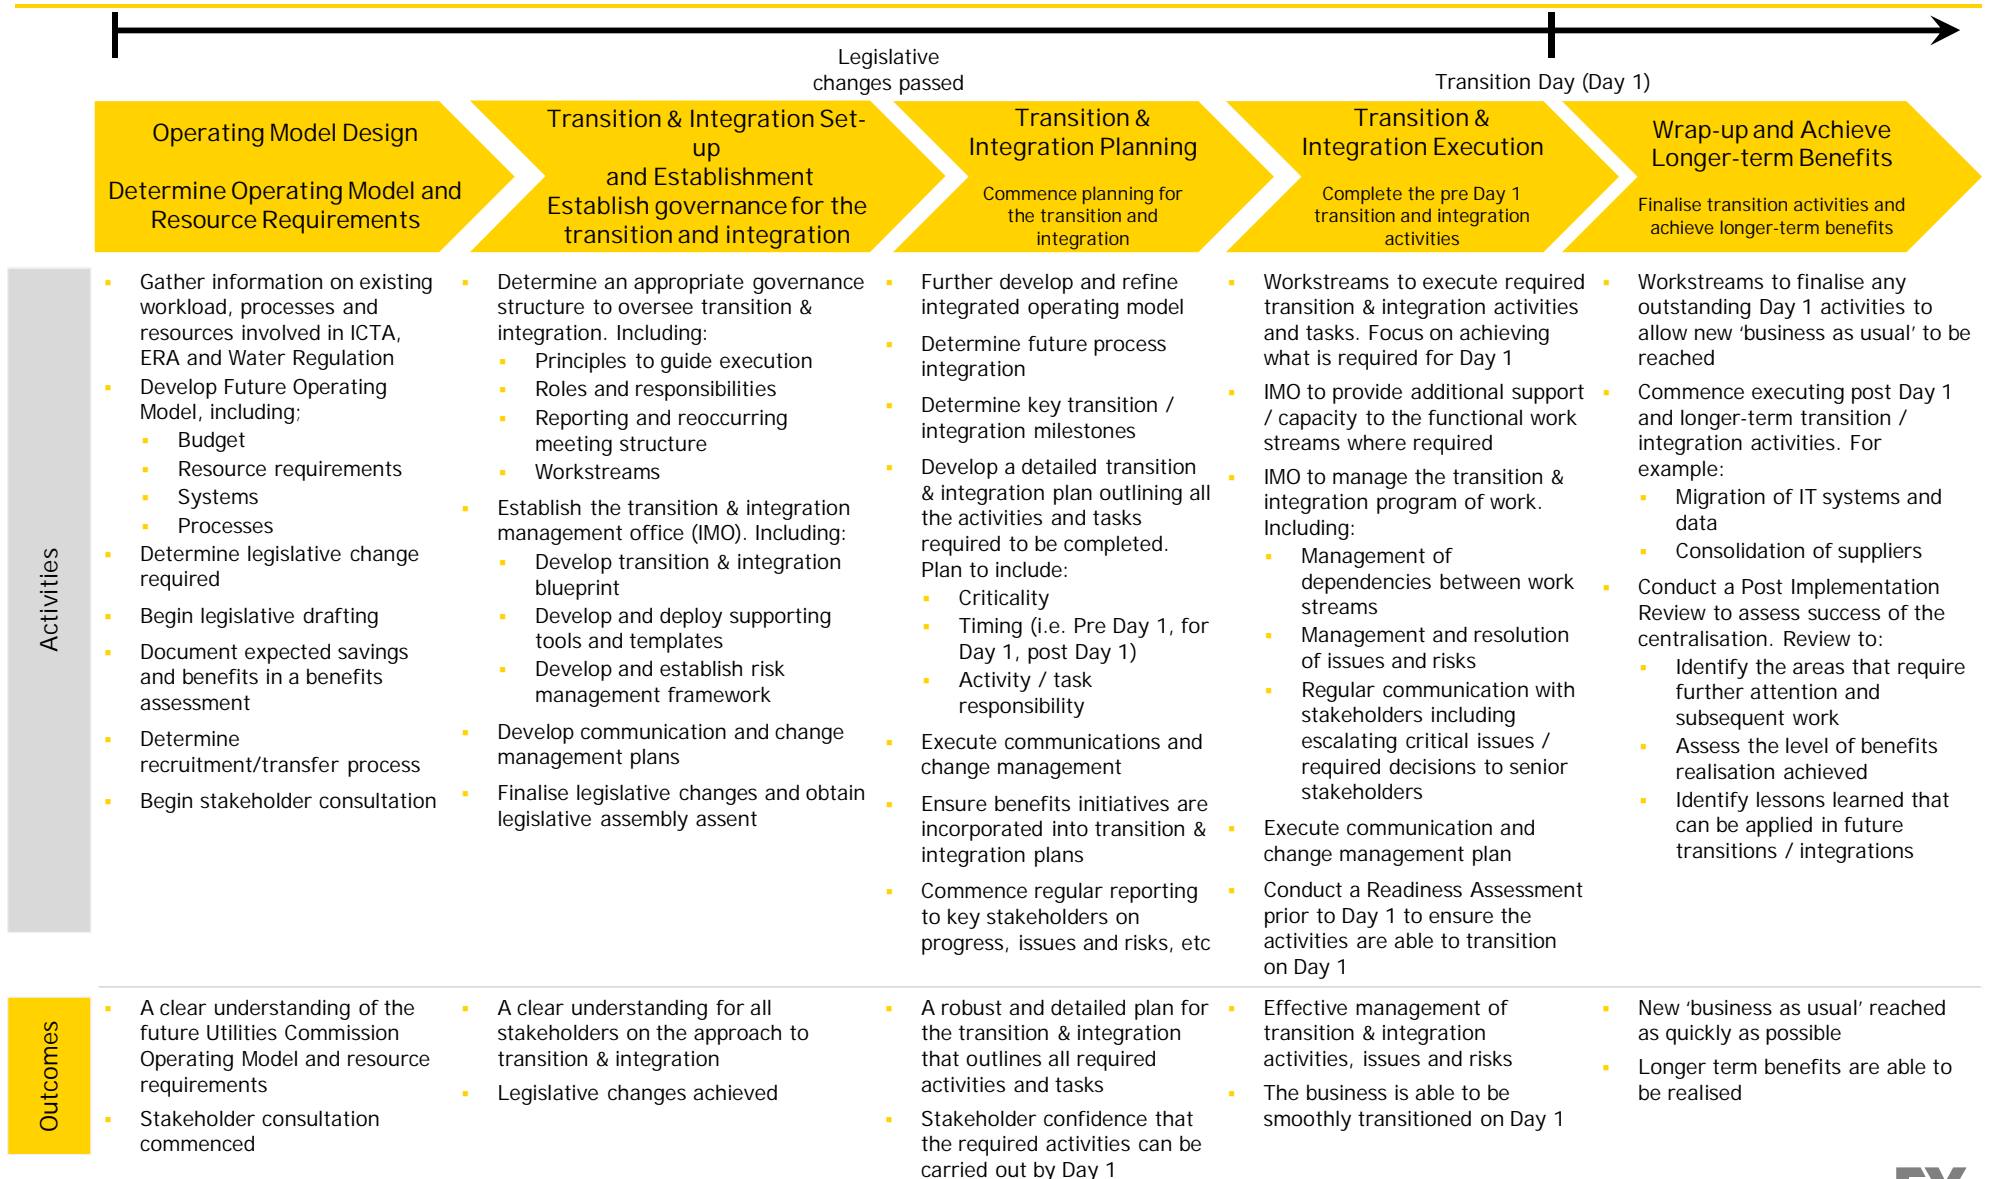 Legislative
changes passed
Transition Day (Day 1)
Operating Model Design
Determine Operating Model and
Resource Requirements
Transition & Integration Set-
up
and Establishment
Establish governance for the
transition and integration
Transition &
Integration Planning
Commence planning for
the transition and
integration
Transition &
Integration Execution
Complete the pre Day 1
transition and integration
activities
Wrap-up and Achieve
Longer-term Benefits
Finalise transition activities and
achieve longer-term benefits
Activities
Gather information on existing
workload, processes and
resources involved in ICTA,
ERA and Water Regulation
Develop Future Operating
Model, including;
Budget
Resource requirements
Systems
Processes
Determine legislative change
required
Begin legislative drafting
Document expected savings
and benefits in a benefits
assessment
Determine
recruitment/transfer process
Begin stakeholder consultation
Determine an appropriate governance
structure to oversee transition &
integration. Including:
Principles to guide execution
Roles and responsibilities
Reporting and reoccurring
meeting structure
Workstreams
Establish the transition & integration
management office (IMO). Including:
Develop transition & integration
blueprint
Develop and deploy supporting
tools and templates
Develop and establish risk
management framework
Develop communication and change
management plans
Finalise legislative changes and obtain
legislative assembly assent
Further develop and refine
integrated operating model
Determine future process
integration
Determine key transition /
integration milestones
Develop a detailed transition
& integration plan outlining all
the activities and tasks
required to be completed.
Plan to include:
Criticality
Timing (i.e. Pre Day 1, for
Day 1, post Day 1)
Activity / task
responsibility
Execute communications and
change management
Ensure benefits initiatives are
incorporated into transition &
integration plans
Commence regular reporting
to key stakeholders on
progress, issues and risks, etc
Workstreams to execute required
transition & integration activities
and tasks. Focus on achieving
what is required for Day 1
IMO to provide additional support
/ capacity to the functional work
streams where required
IMO to manage the transition &
integration program of work.
Including:
Management of
dependencies between work
streams
Management and resolution
of issues and risks
Regular communication with
stakeholders including
escalating critical issues /
required decisions to senior
stakeholders
Execute communication and
change management plan
Conduct a Readiness Assessment
prior to Day 1 to ensure the
activities are able to transition
on Day 1
Workstreams to finalise any
outstanding Day 1 activities to
allow new ‘business as usual’ to be
reached
Commence executing post Day 1
and longer-term transition /
integration activities. For
example:
Migration of IT systems and
data
Consolidation of suppliers
Conduct a Post Implementation
Review to assess success of the
centralisation. Review to:
Identify the areas that require
further attention and
subsequent work
Assess the level of benefits
realisation achieved
Identify lessons learned that
can be applied in future
transitions / integrations
Outcomes
A clear understanding of the
future Utilities Commission
Operating Model and resource
requirements
Stakeholder consultation
commenced
A clear understanding for all
stakeholders on the approach to
transition & integration
Legislative changes achieved
A robust and detailed plan for
the transition & integration
that outlines all required
activities and tasks
Stakeholder confidence that
the required activities can be
carried out by Day 1
Effective management of
transition & integration
activities, issues and risks
The business is able to be
smoothly transitioned on Day 1
New ‘business as usual’ reached
as quickly as possible
Longer term benefits are able to
be realised